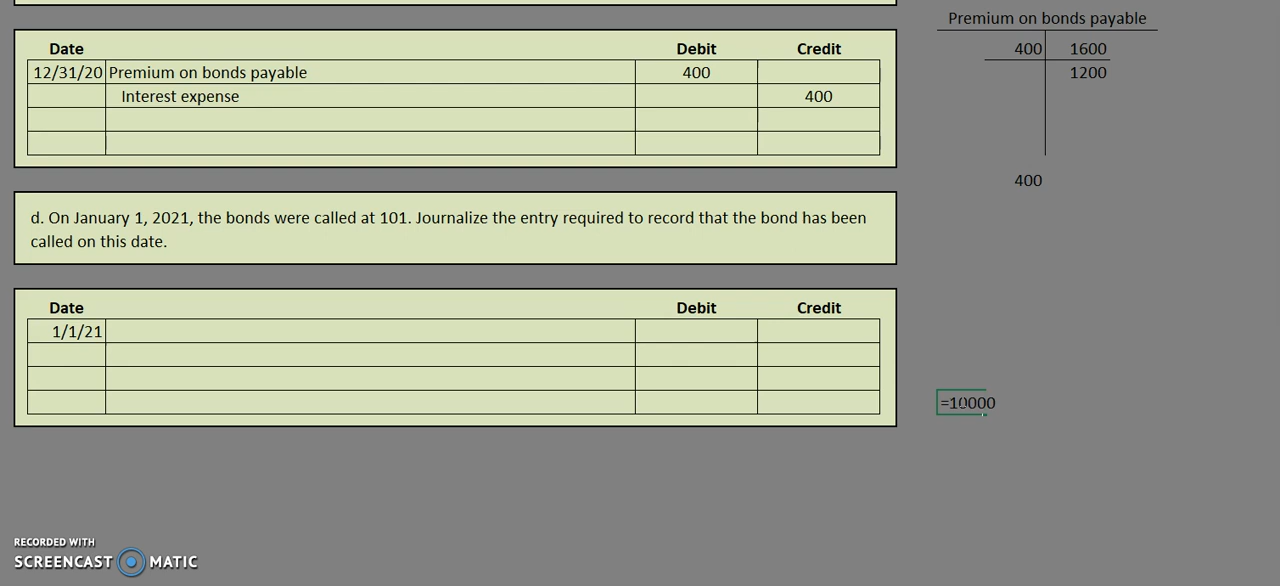 Premium on bonds payable
Date Debit Credit
400 1600
12/31/20 Premium on bonds payable 400
1200
Interest expense 400
400
d. On January 1, 2021, the bonds were called at 101. Journalize the entry required to record that the bond has been
called on this date.
Date Debit Credit
1/1/21
=10000
RECORDED WITH
SCREENCAST MATIC